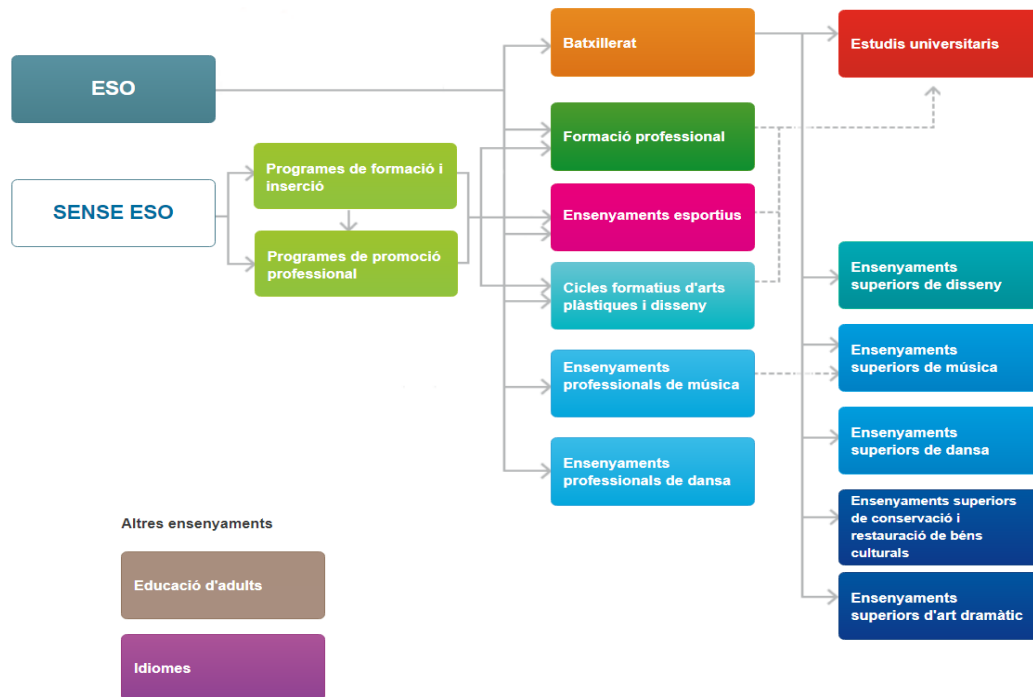 ESO
SENSE ESO
Programes de formació i
inserció
Programes de promoció
professional
Batxillerat
Formació professional
Ensenyaments esportius
Cicles formatius d'arts
plàstiques i disseny
Ensenyaments
professionals de música
Ensenyaments
professionals de dansa
Estudis universitaris
Ensenyaments
superiors de disseny
Ensenyaments
superiors de música
Ensenyaments
superiors de dansa
Ensenyaments superiors
de conservació i
restauració de béns
culturals
Ensenyaments
superiors d'art dramàtic
Altres ensenyaments
Educació d'adults
Idiomes